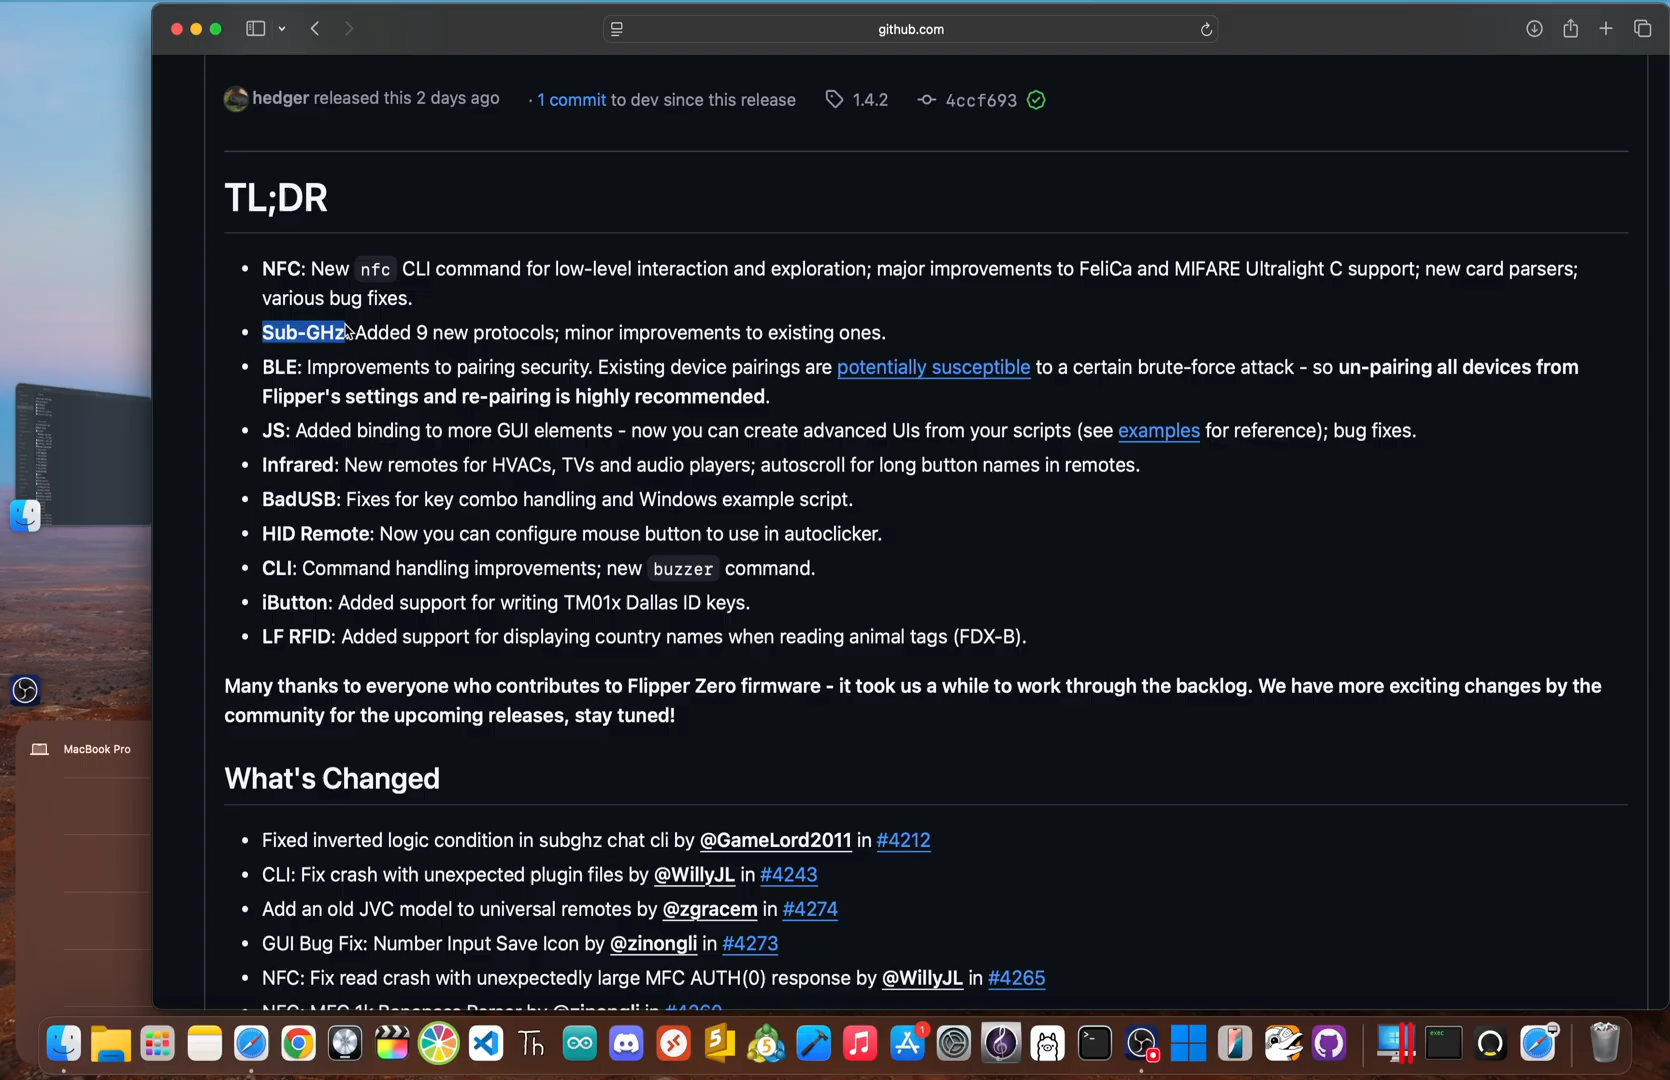 github.com
hedger released this 2 days ago · 1 commit to dev since this release 1.4.2 4ccf693
TL;DR
• NFC: New nfc CLI command for low-level interaction and exploration; major improvements to FeliCa and MIFARE Ultralight C support; new card parsers;
various bug fixes.
• Sub-GHz Added 9 new protocols; minor improvements to existing ones.
• BLE: Improvements to pairing security. Existing device pairings are potentially susceptible to a certain brute-force attack - so un-pairing all devices from
Flipper's settings and re-pairing is highly recommended.
• JS: Added binding to more GUI elements - now you can create advanced UIs from your scripts (see examples for reference); bug fixes.
• Infrared: New remotes for HVACs, TVs and audio players; autoscroll for long button names in remotes.
• BadUSB: Fixes for key combo handling and Windows example script.
• HID Remote: Now you can configure mouse button to use in autoclicker.
• CLI: Command handling improvements; new buzzer command.
• iButton: Added support for writing TM01x Dallas ID keys.
• LF RFID: Added support for displaying country names when reading animal tags (FDX-B).
Many thanks to everyone who contributes to Flipper Zero firmware - it took us a while to work through the backlog. We have more exciting changes by the
community for the upcoming releases, stay tuned!
MacBook Pro
What's Changed
• Fixed inverted logic condition in subghz chat cli by @GameLord2011 in #4212
• CLI: Fix crash with unexpected plugin files by @WillyJL in #4243
• Add an old JVC model to universal remotes by @zgracem in #4274
• GUI Bug Fix: Number Input Save Icon by @zinongli in #4273
• NFC: Fix read crash with unexpectedly large MFC AUTH(0) response by @WillyJL in #4265
Th
5
5
1
exec